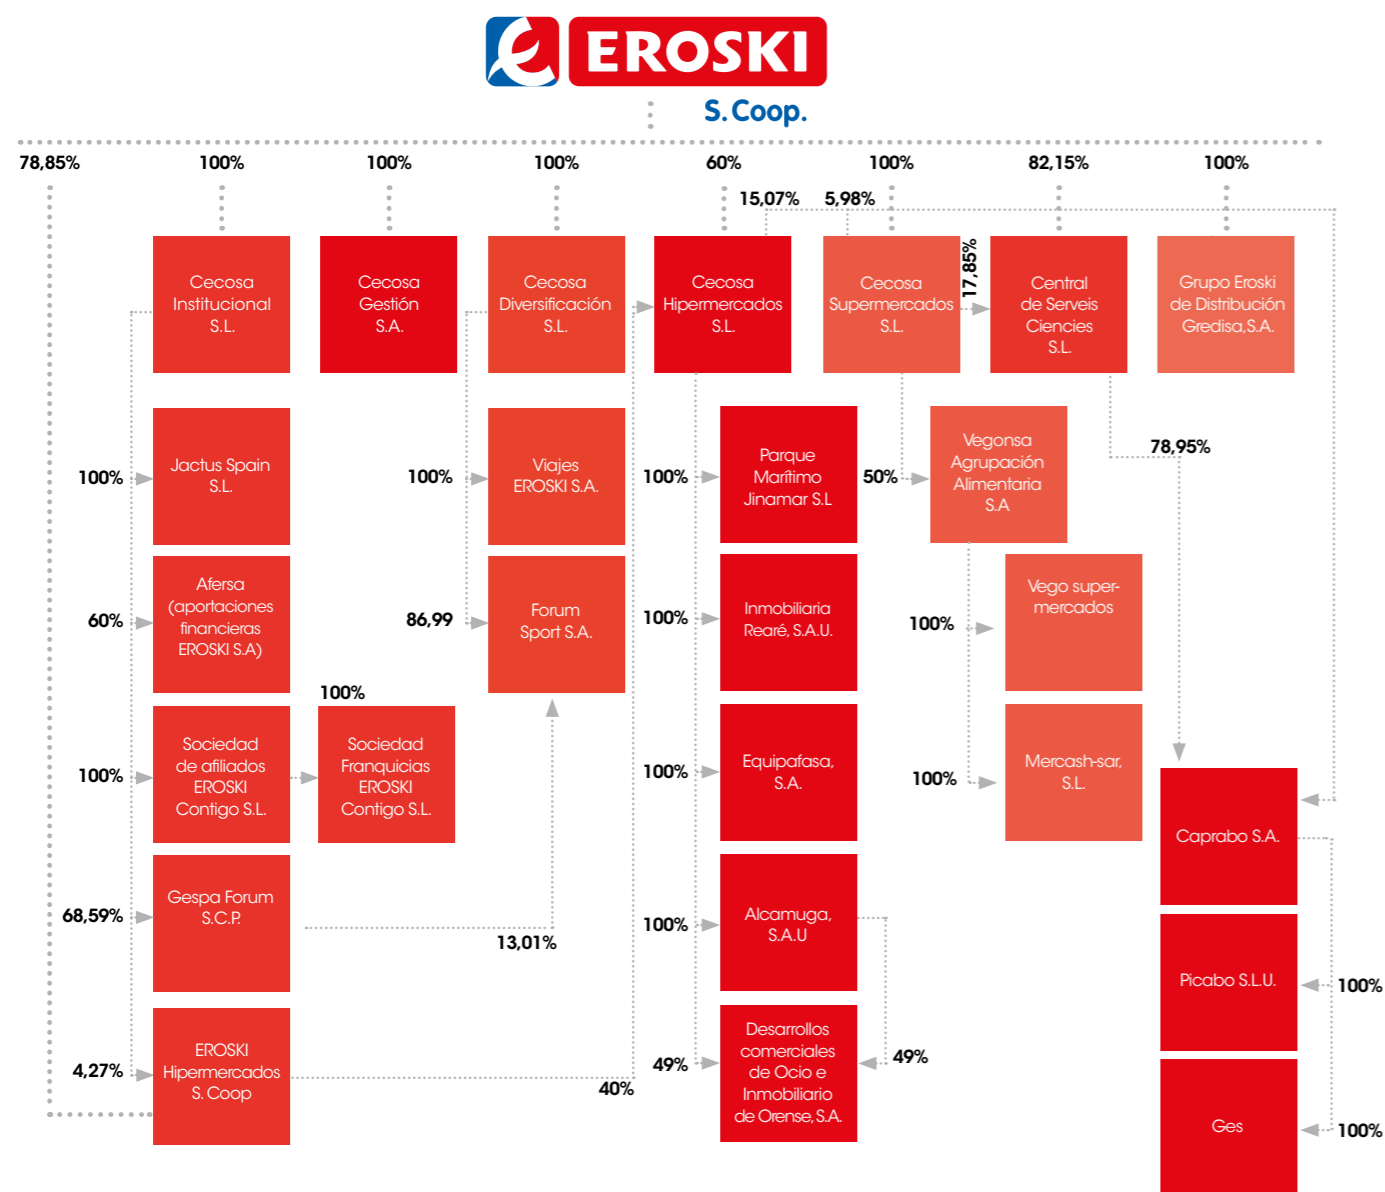 EROSKI
S. Coop.
78,85%
100%
100%
100%
60%
100%
82,15%
100%
15,07%
5,98%
Cecosa
Institucional
S.L.
Cecosa
Gestión
S.A.
Cecosa
Diversificación
S.L.
Cecosa
Hipermercados
S.L.
Cecosa
Supermercados
S.L.
17,85%
Central
de Serveis
Ciencies
S.L.
Grupo Eroski
de Distribución
Gredisa, S.A.
100%
Jactus Spain
S.L.
100%
Viajes
EROSKI S.A.
100%
Parque
Marítimo
Jinamar S.L
50%
Vegonsa
Agrupación
Alimentaria
S.A
78,95%
60%
Afersa
(aportaciones
financieras
EROSKI S.A)
86,99
Forum
Sport S.A.
100%
Inmobiliaria
Rearé, S.A.U.
100%
Vego super-
mercados
100%
Sociedad
de afiliados
EROSKI
Contigo S.L.
100%
Sociedad
Franquicias
EROSKI
Contigo S.L.
100%
Equipafasa,
S.A.
100%
Mercash-sar,
S.L.
Caprabo S.A.
68,59%
Gespa Forum
S.C.P.
13,01%
100%
Alcamuga,
S.A.U
Picabo S.L.U.
100%
4,27%
EROSKI
Hipermercados
S. Coop
40%
49%
Desarrollos
comerciales
de Ocio e
Inmobiliario
de Orense, S.A.
49%
Ges
100%